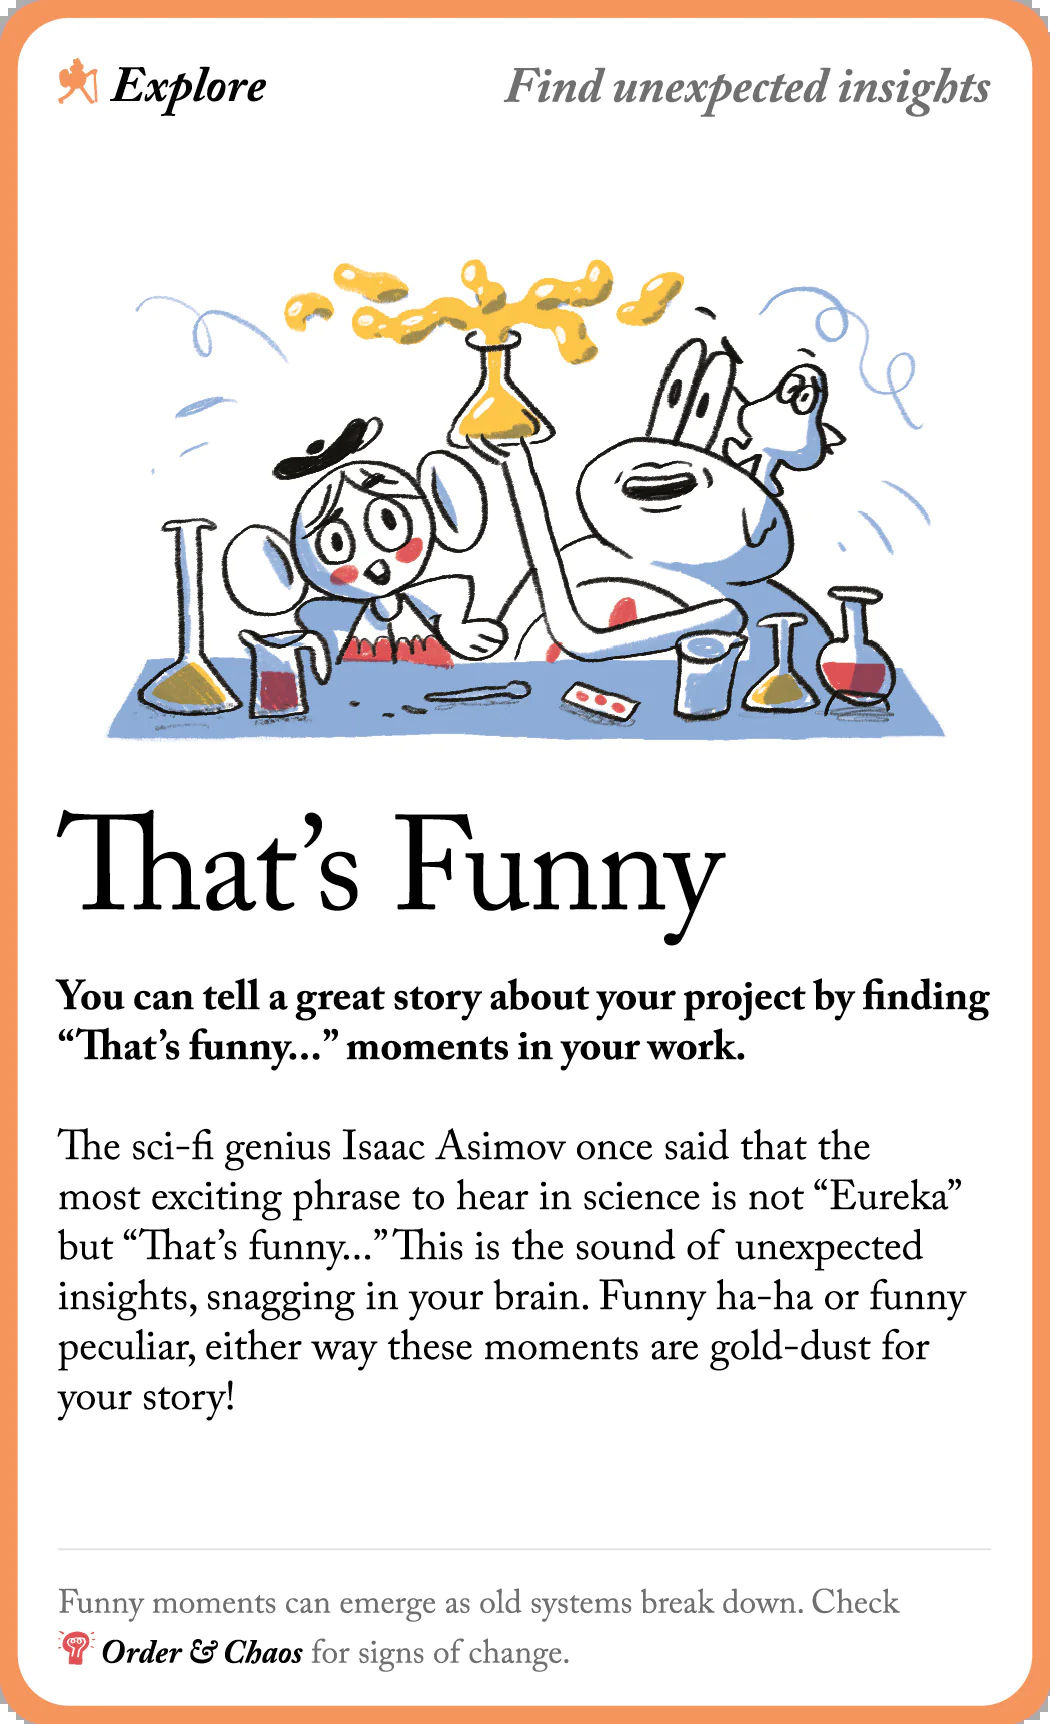 Explore
Find unexpected insights
That’s Funny
You can tell a great story about your project by finding
“That’s funny...” moments in your work.
The sci-fi genius Isaac Asimov once said that the
most exciting phrase to hear in science is not “Eureka”
but “That’s funny...” This is the sound of unexpected
insights, snagging in your brain. Funny ha-ha or funny
peculiar, either way these moments are gold-dust for
your story!
Funny moments can emerge as old systems break down. Check
Order & Chaos for signs of change.